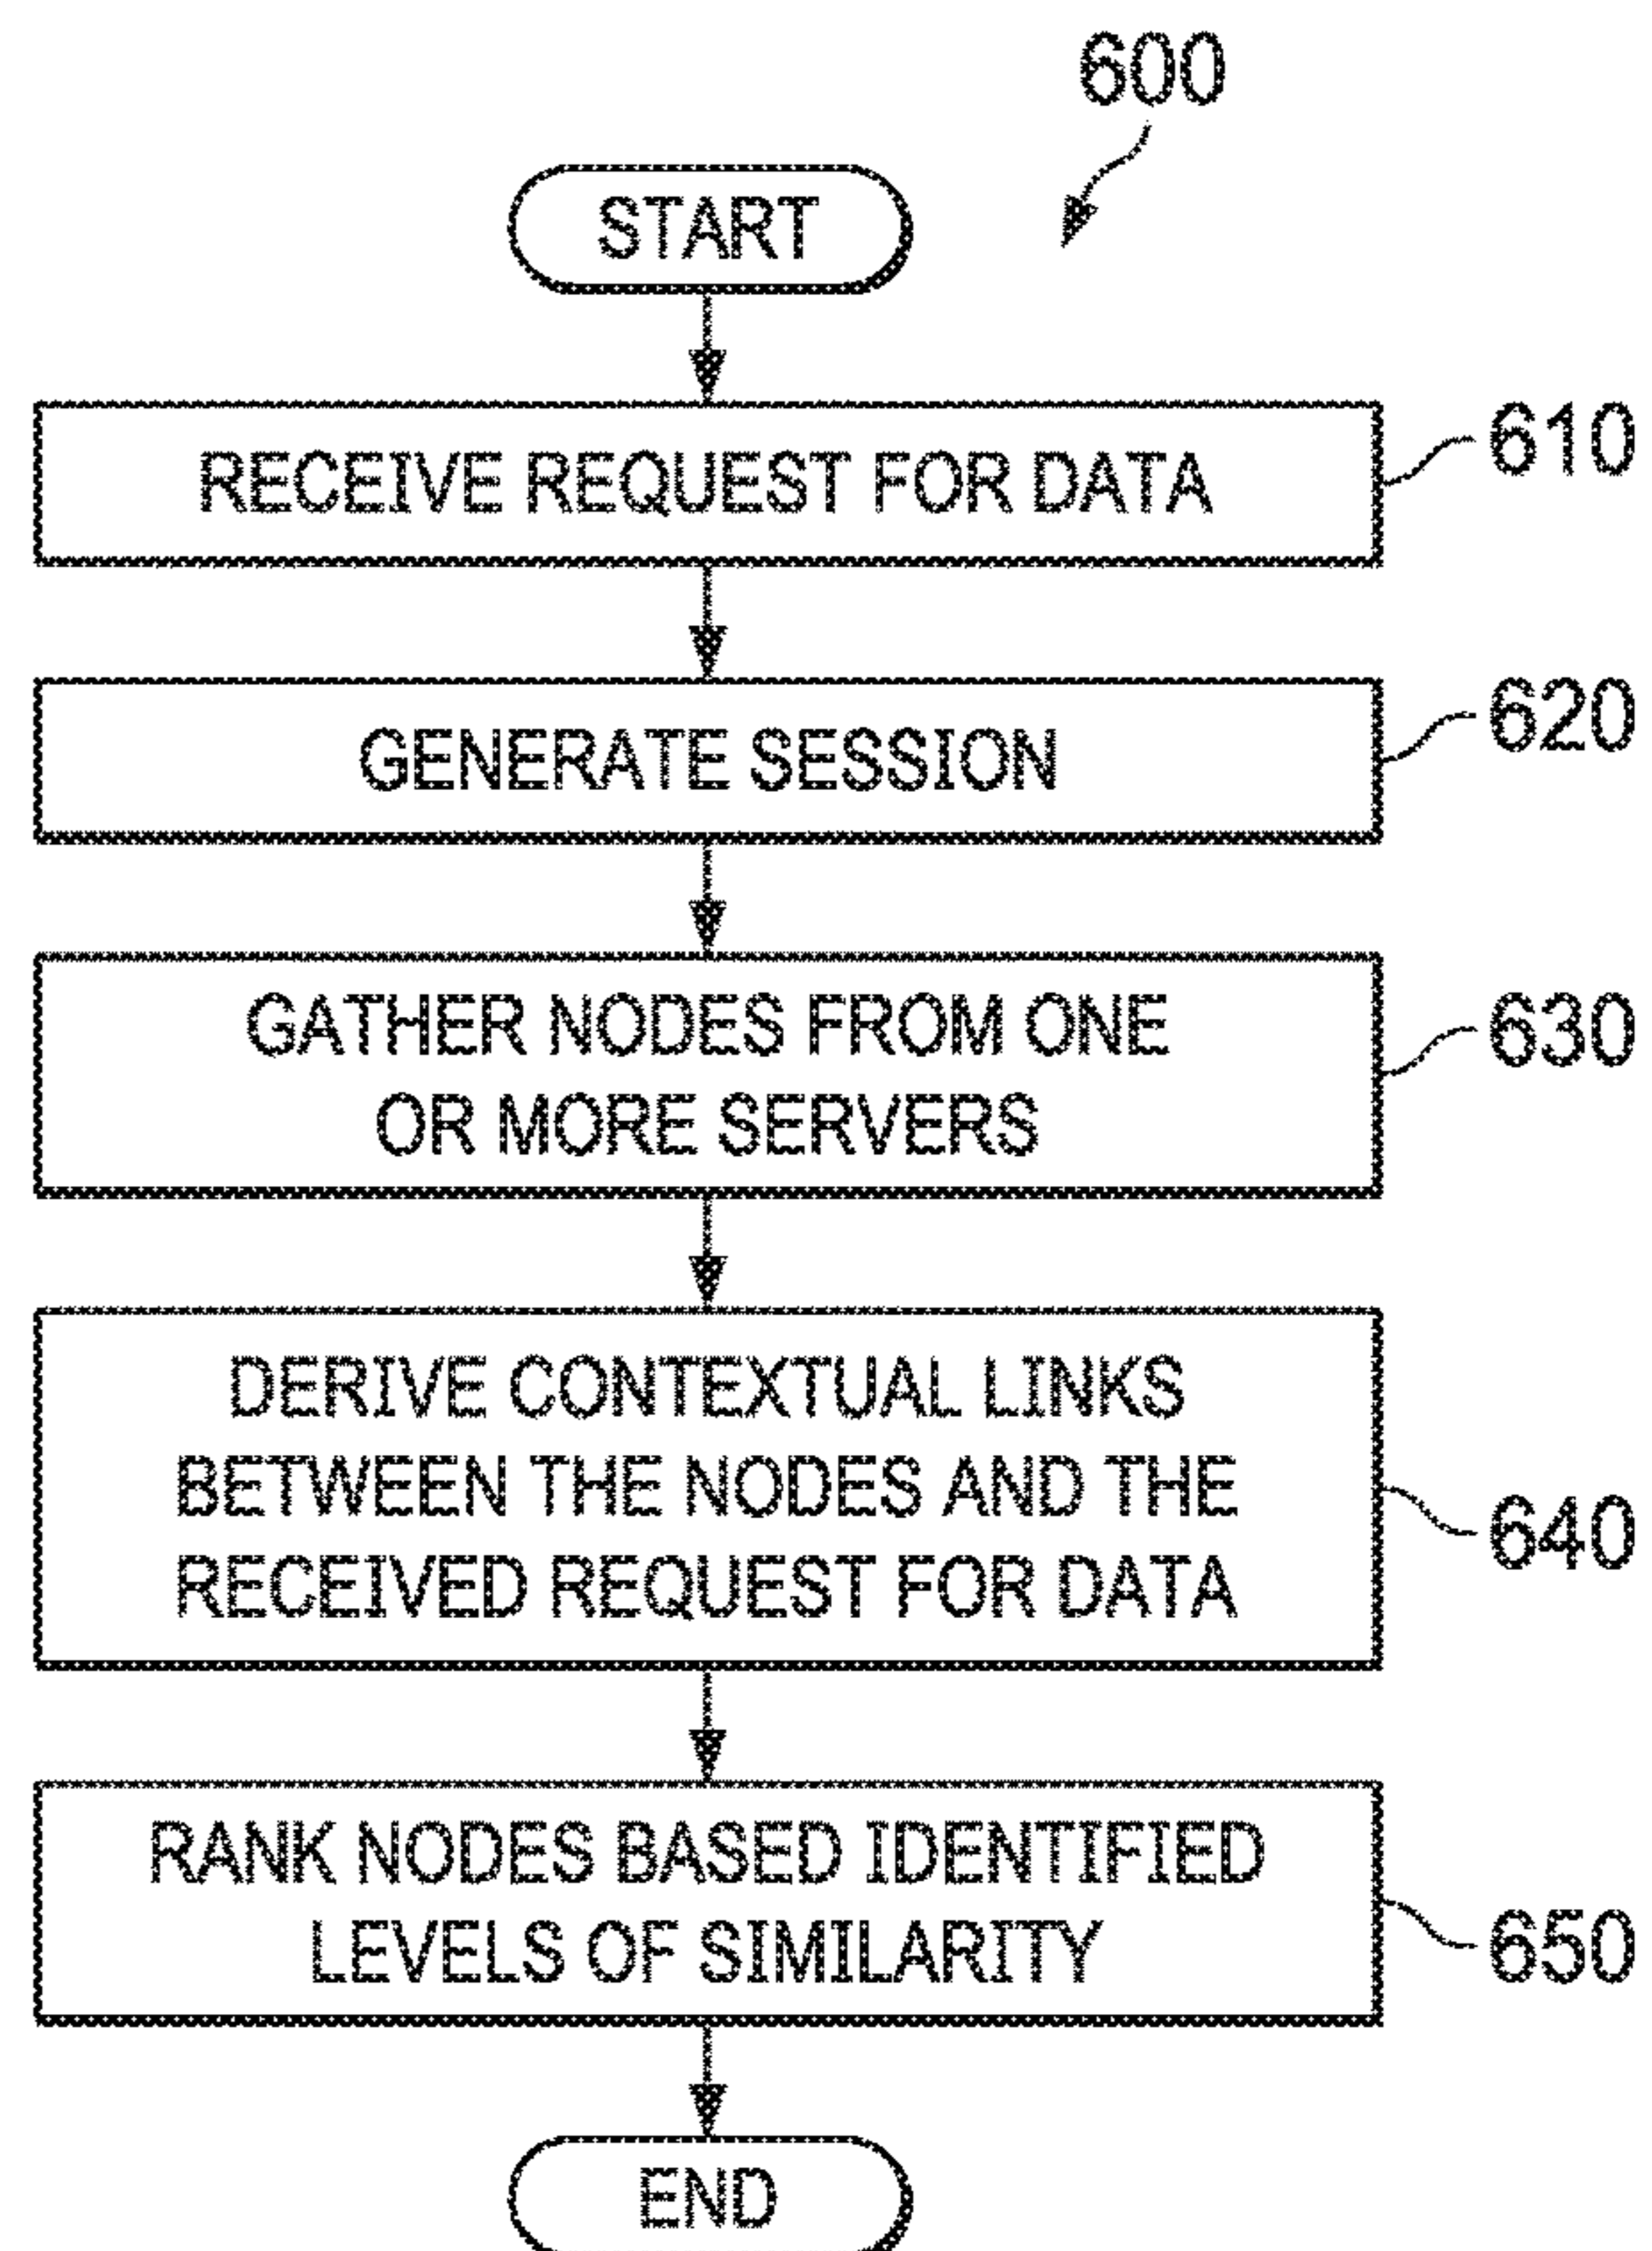 600
START
RECEIVE REQUEST FOR DATA
610
GENERATE SESSION
620
GATHER NODES FROM ONE
OR MORE SERVERS
630
DERIVE CONTEXTUAL LINKS
BETWEEN THE NODES AND THE
RECEIVED REQUEST FOR DATA
640
RANK NODES BASED IDENTIFIED
LEVELS OF SIMILARITY
650
END